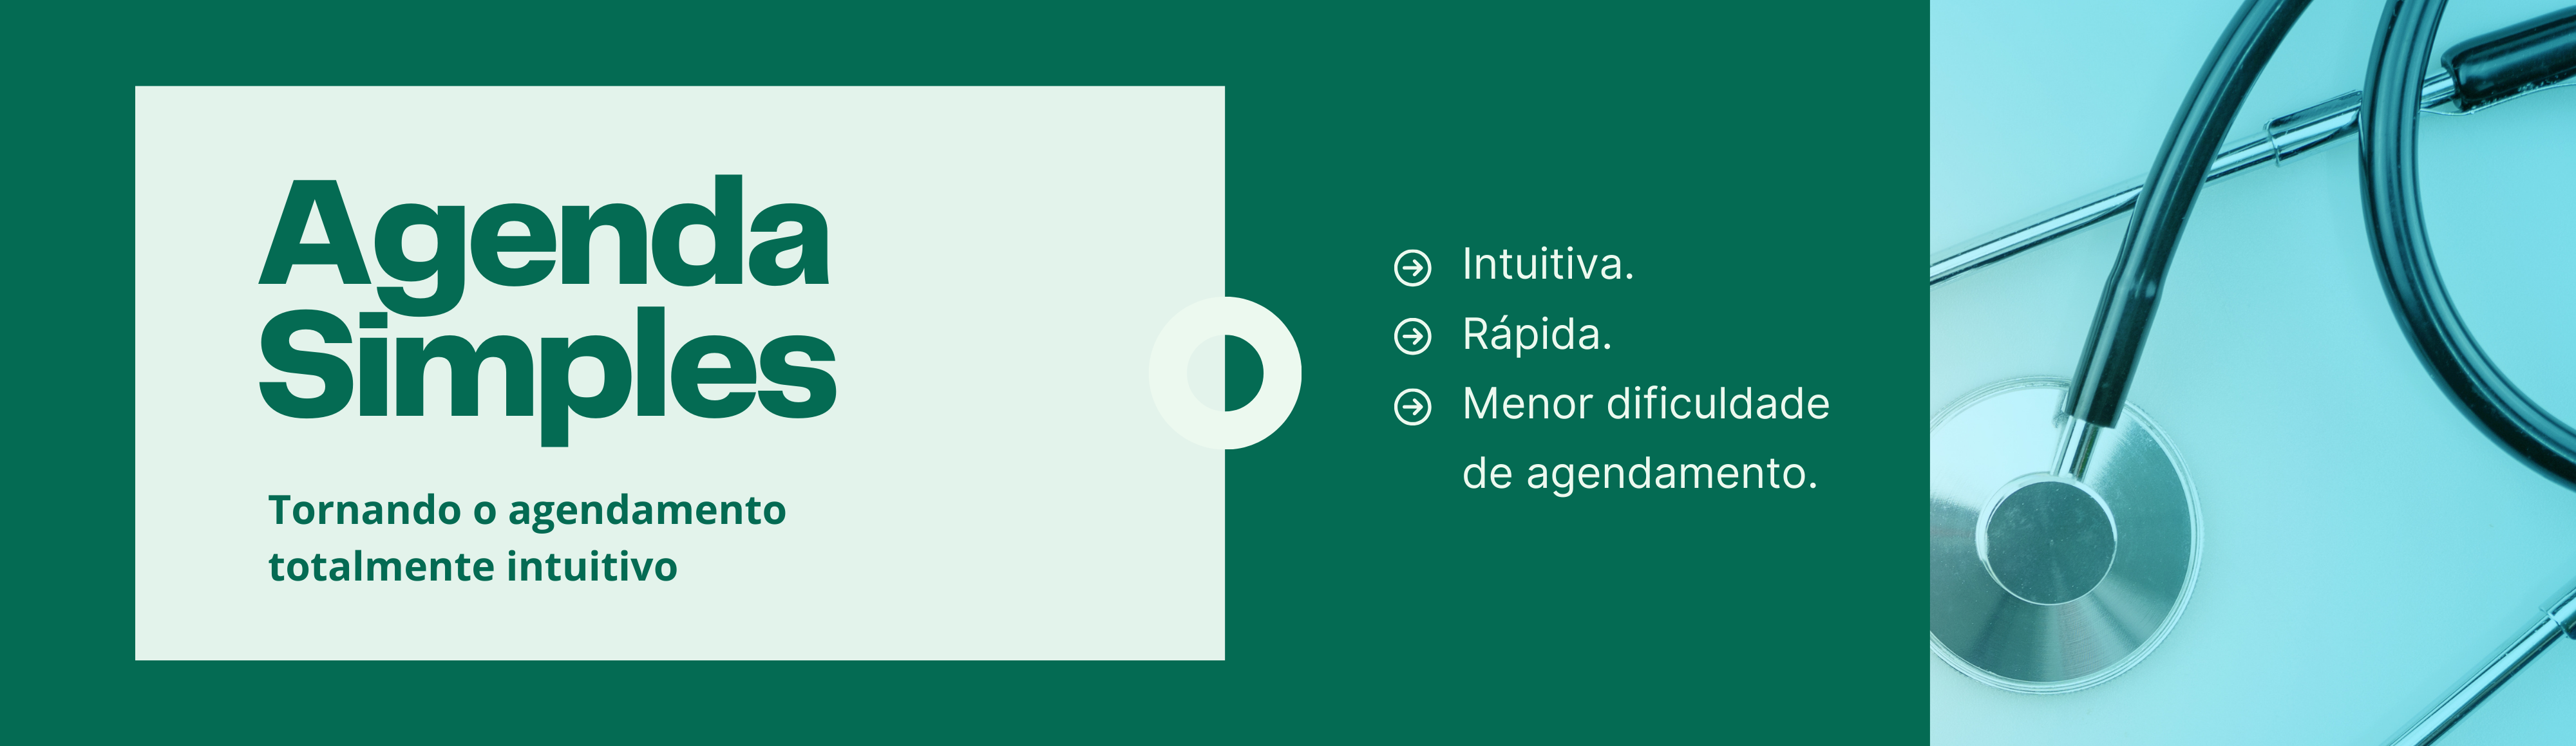 Agenda
Simples
Tornando o agendamento
totalmente intuitivo
Intuitiva.
Rápida.
Menor dificuldade
de agendamento.